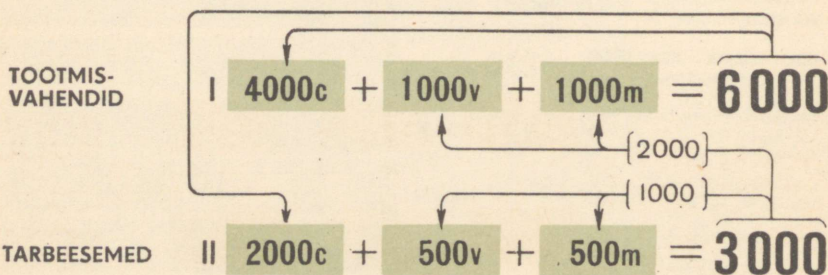 TOOTMIS-
VAHENDID
I 4000c + 1000v + 1000m = 6000
{2000}
{1000}
TARBEESEMED II 2000c + 500v + 500m = 3000